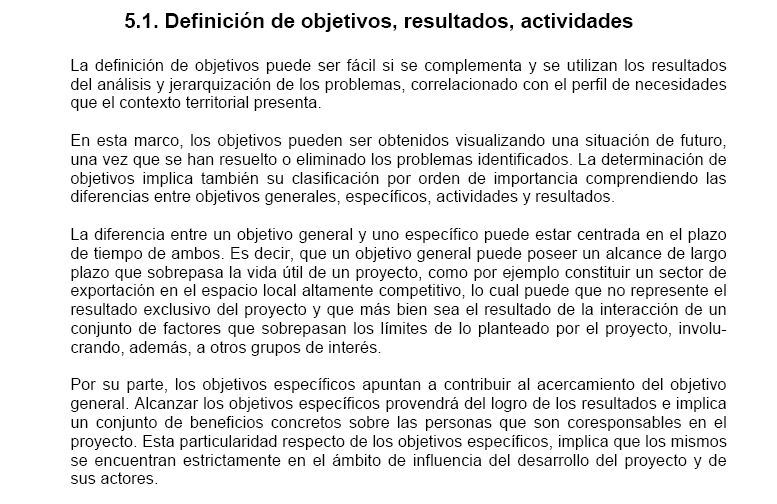 5.1. Definición de objetivos, resultados, actividades
La definición de objetivos puede ser fácil si se complementa y se utilizan los resultados
del análisis y jerarquización de los problemas, correlacionado con el perfil de necesidades
que el contexto territorial presenta.
En esta marco, los objetivos pueden ser obtenidos visualizando una situación de futuro,
una vez que se han resuelto o eliminado los problemas identificados. La determinación de
objetivos implica también su clasificación por orden de importancia comprendiendo las
diferencias entre objetivos generales, específicos, actividades y resultados.
La diferencia entre un objetivo general y uno específico puede estar centrada en el plazo
de tiempo de ambos. Es decir, que un objetivo general puede poseer un alcance de largo
plazo que sobrepasa la vida útil de un proyecto, como por ejemplo constituir un sector de
exportación en el espacio local altamente competitivo, lo cual puede que no represente el
resultado exclusivo del proyecto y que más bien sea el resultado de la interacción de un
conjunto de factores que sobrepasan los límites de lo planteado por el proyecto, involu-
crando, además, a otros grupos de interés.
Por su parte, los objetivos específicos apuntan a contribuir al acercamiento del objetivo
general. Alcanzar los objetivos específicos provendrá del logro de los resultados e implica
un conjunto de beneficios concretos sobre las personas que son coresponsables en el
proyecto. Esta particularidad respecto de los objetivos específicos, implica que los mismos
se encuentran estrictamente en el ámbito de influencia del desarrollo del proyecto y de
sus actores.